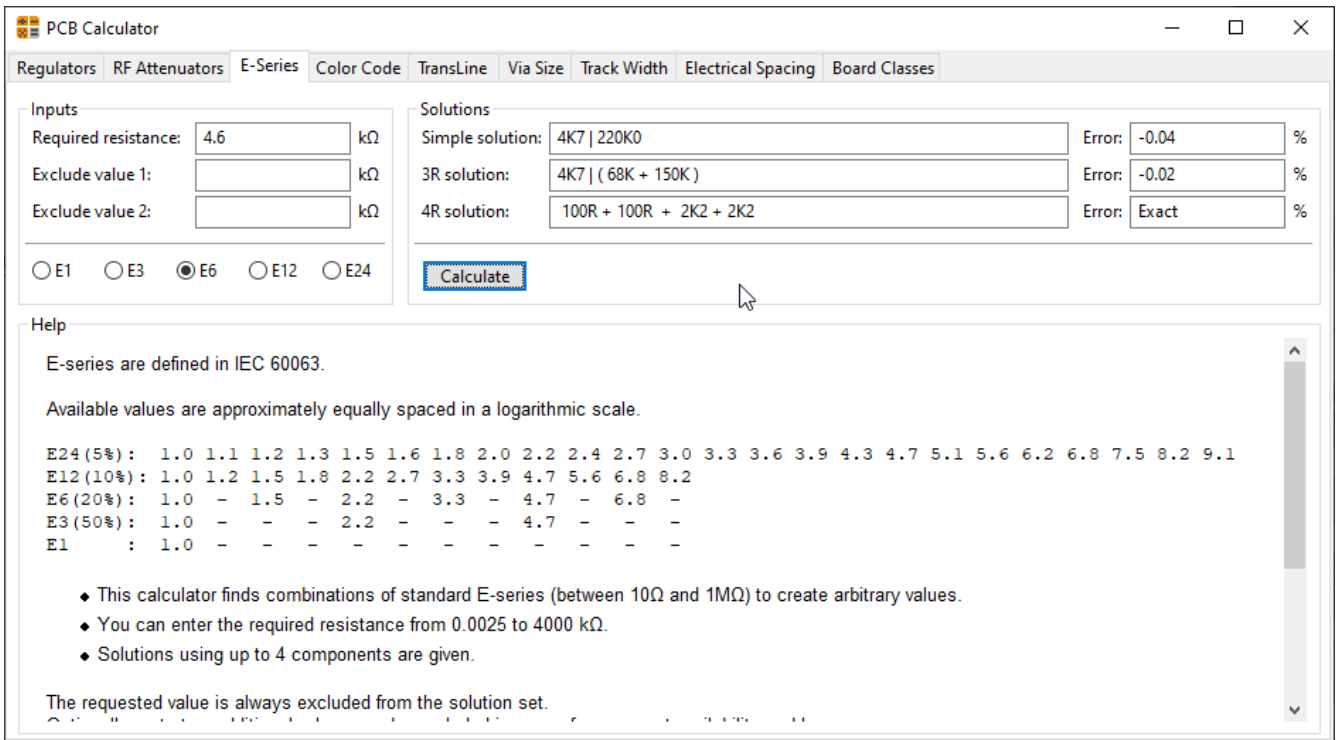 PCB Calculator
Regulators RF Attenuators E-Series Color Code TransLine Via Size Track Width Electrical Spacing Board Classes
Inputs
Required resistance: 4.6 kΩ
Exclude value 1: kΩ
Exclude value 2: kΩ
E1 E3 E6 E12 E24
Solutions
Simple solution: 4K7 | 220K0 Error: -0.04 %
3R solution: 4K7 | ( 68K + 150K ) Error: -0.02 %
4R solution: 100R + 100R + 2K2 + 2K2 Error: Exact %
Calculate
Help
E-series are defined in IEC 60063.
Available values are approximately equally spaced in a logarithmic scale.
E24(5%): 1.0 1.1 1.2 1.3 1.5 1.6 1.8 2.0 2.2 2.4 2.7 3.0 3.3 3.6 3.9 4.3 4.7 5.1 5.6 6.2 6.8 7.5 8.2 9.1
E12(10%): 1.0 1.2 1.5 1.8 2.2 2.7 3.3 3.9 4.7 5.6 6.8 8.2
E6(20%): 1.0 - 1.5 - 2.2 - 3.3 - 4.7 - 6.8 -
E3(50%): 1.0 - - - 2.2 - - - 4.7 - - -
E1 : 1.0 - - - - - - - - - - -
• This calculator finds combinations of standard E-series (between 10Ω and 1MΩ) to create arbitrary values.
• You can enter the required resistance from 0.0025 to 4000 kΩ.
• Solutions using up to 4 components are given.
The requested value is always excluded from the solution set.